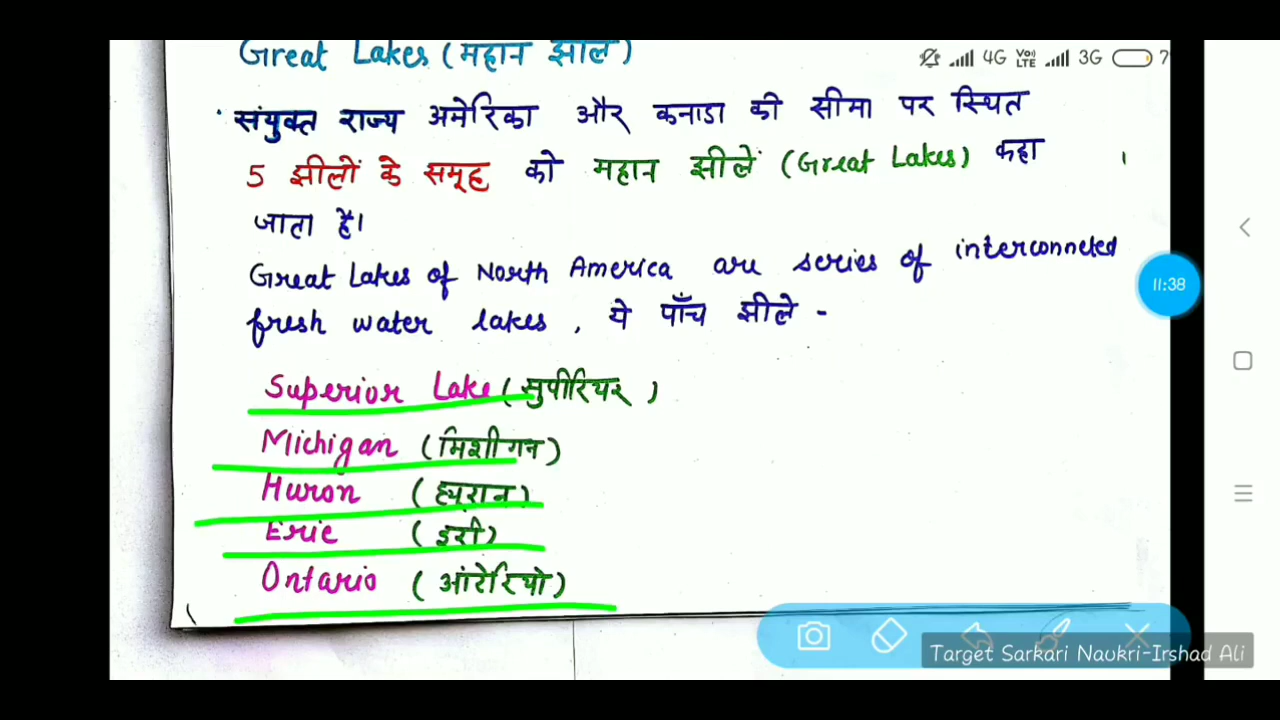 Great Lakes (महान झील)
4G VoLTE 3G 7
संयुक्त राज्य अमेरिका और कनाडा की सीमा पर स्थित
5 झीलों के समूह को महान झीलें (Great Lakes) कहा
जाता है।
Great Lakes of North America are series of interconneted
fresh water lakes, ये पाँच झीले -
11:38
Superior Lake (सुपीरियर)
Michigan (मिशीगन)
Huron (ह्यूरान)
Erie (इरी)
Ontario (आंटेरियो)
Target Sarkari Naukri-Irshad Ali